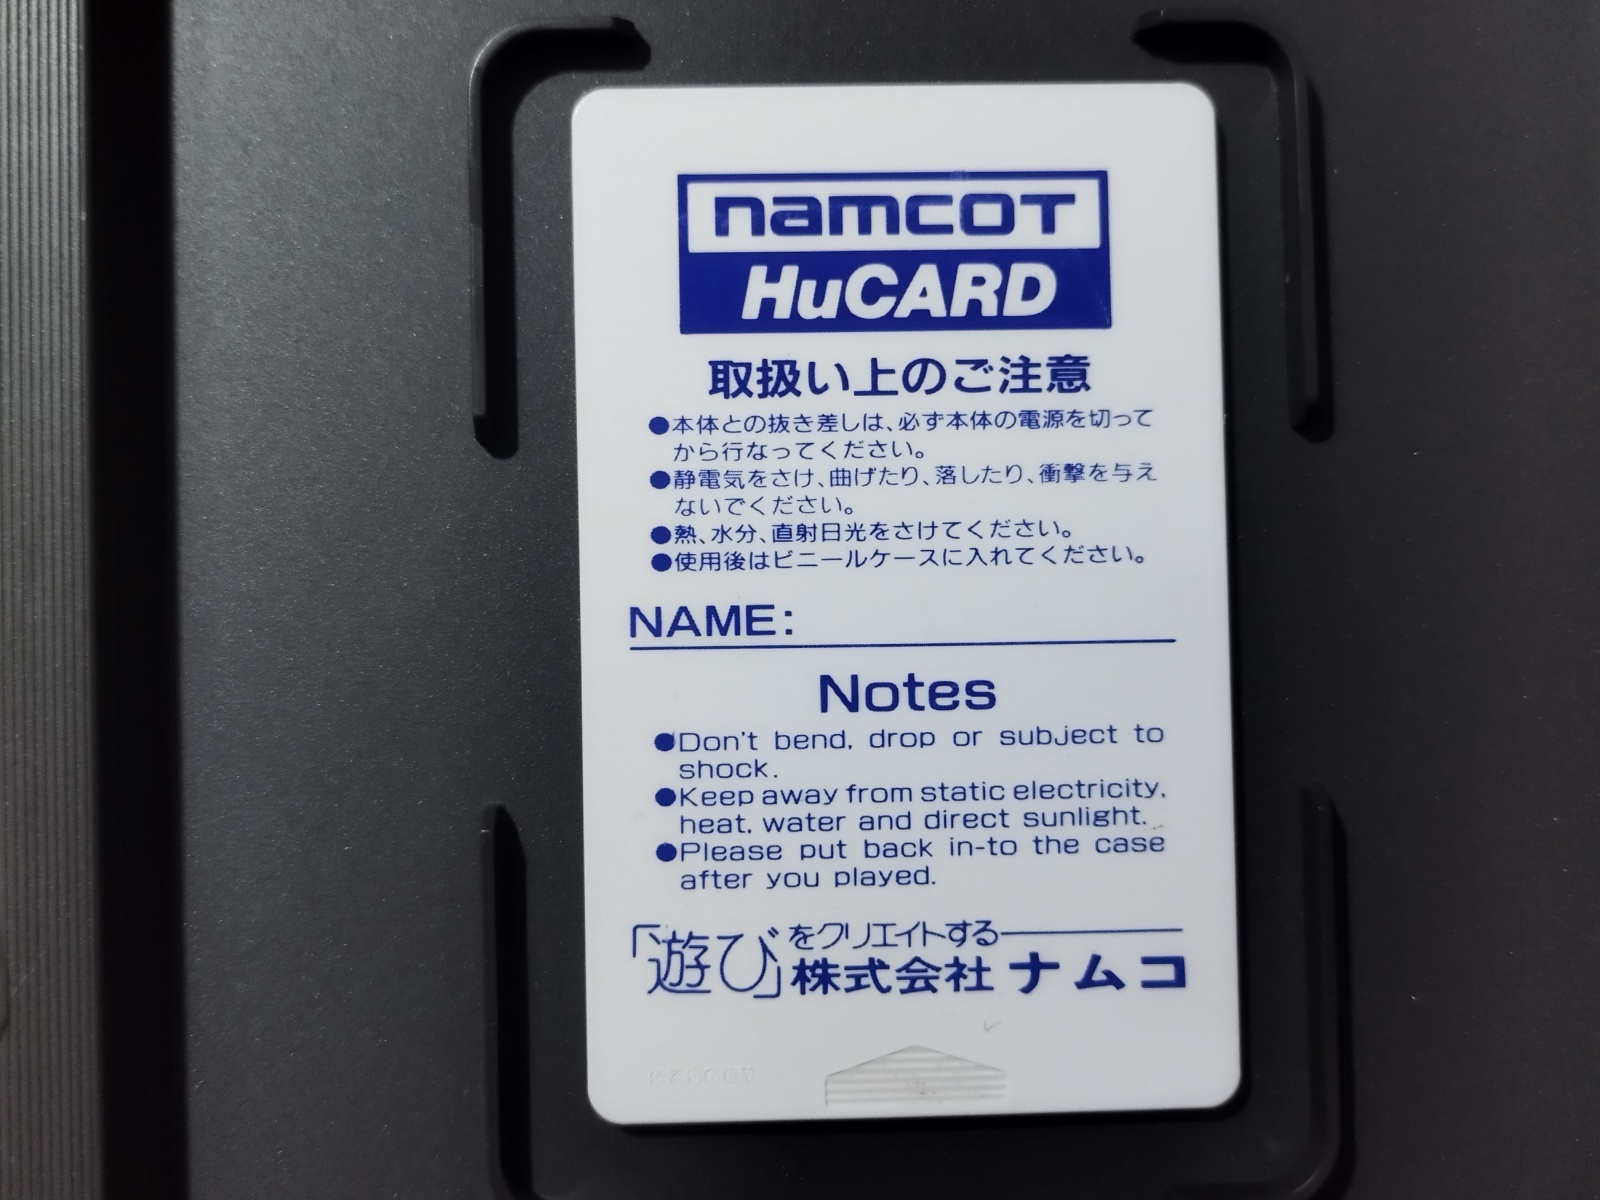 namcot
HuCARD
取扱い上のご注意
●本体との抜き差しは、必ず本体の電源を切って
から行なってください。
●静電気をさけ、曲げたり、落したり、衝撃を与え
ないでください。
●熱、水分、直射日光をさけてください。
●使用後はビニールケースに入れてください。
NAME:
Notes
●Don't bend, drop or subject to
shock.
●Keep away from static electricity,
heat, water and direct sunlight.
●Please put back in-to the case
after you played.
「遊び」をクリエイトする
株式会社ナムコ